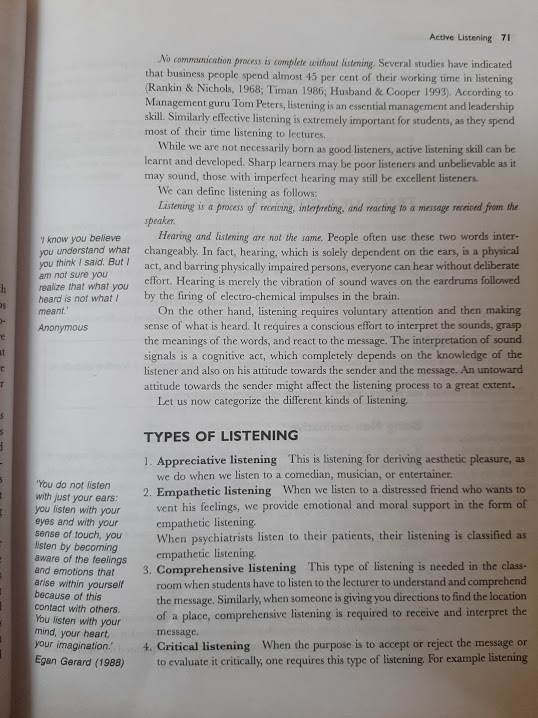 Active Listening 71
No communication process is complete without listening. Several studies have indicated
that business people spend almost 45 per cent of their working time in listening
(Rankin & Nichols, 1968; Timan 1986; Husband & Cooper 1993). According to
Management guru Tom Peters, listening is an essential management and leadership
skill. Similarly effective listening is extremely important for students, as they spend
most of their time listening to lectures.
While we are not necessarily born as good listeners, active listening skill can be
learnt and developed. Sharp learners may be poor listeners and unbelievable as it
may sound, those with imperfect hearing may still be excellent listeners.
We can define listening as follows:
Listening is a process of receiving, interpreting, and reacting to a message received from the
speaker.
Hearing and listening are not the same. People often use these two words inter-
changeably. In fact, hearing, which is solely dependent on the ears, is a physical
act, and barring physically impaired persons, everyone can hear without deliberate
effort. Hearing is merely the vibration of sound waves on the eardrums followed
by the firing of electro-chemical impulses in the brain.
On the other hand, listening requires voluntary attention and then making
sense of what is heard. It requires a conscious effort to interpret the sounds, grasp
the meanings of the words, and react to the message. The interpretation of sound
signals is a cognitive act, which completely depends on the knowledge of the
listener and also on his attitude towards the sender and the message. An untoward
attitude towards the sender might affect the listening process to a great extent.
Let us now categorize the different kinds of listening.
'I know you believe
you understand what
you think I said. But I
am not sure you
realize that what you
heard is not what I
meant.'
Anonymous
TYPES OF LISTENING
1. Appreciative listening This is listening for deriving aesthetic pleasure, as
we do when we listen to a comedian, musician, or entertainer.
2. Empathetic listening When we listen to a distressed friend who wants to
vent his feelings, we provide emotional and moral support in the form of
empathetic listening.
When psychiatrists listen to their patients, their listening is classified as
empathetic listening.
3. Comprehensive listening This type of listening is needed in the class-
room when students have to listen to the lecturer to understand and comprehend
the message. Similarly, when someone is giving you directions to find the location
of a place, comprehensive listening is required to receive and interpret the
message.
4. Critical listening When the purpose is to accept or reject the message or
to evaluate it critically, one requires this type of listening. For example listening
'You do not listen
with just your ears:
you listen with your
eyes and with your
sense of touch, you
listen by becoming
aware of the feelings
and emotions that
arise within yourself
because of this
contact with others.
You listen with your
mind, your heart,
your imagination.'
Egan Gerard (1988)